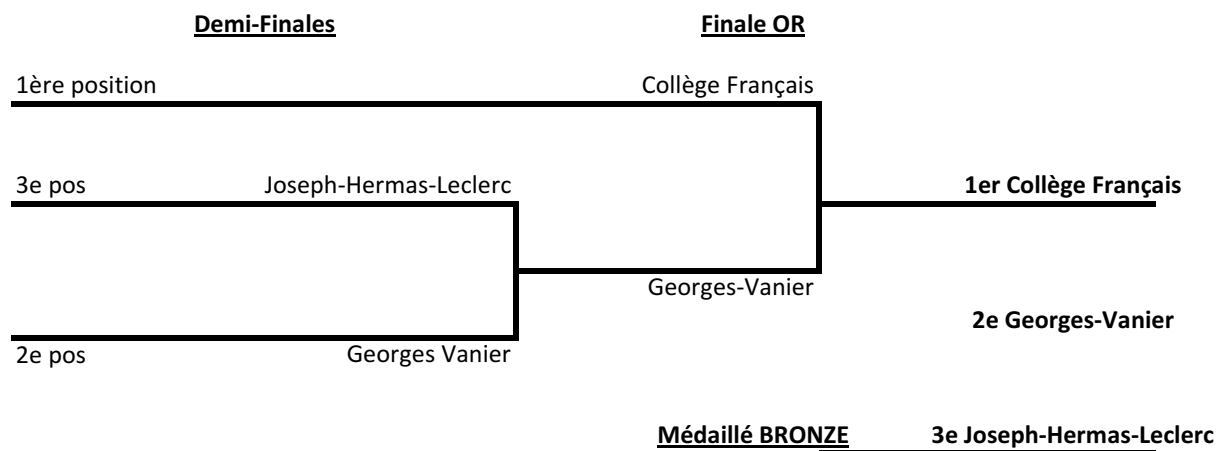 Demi-Finales Finale OR
1ère position Collège Français
3e pos Joseph-Hermas-Leclerc 1er Collège Français
Georges-Vanier
2e Georges-Vanier
2e pos Georges Vanier
Médaillé BRONZE 3e Joseph-Hermas-Leclerc